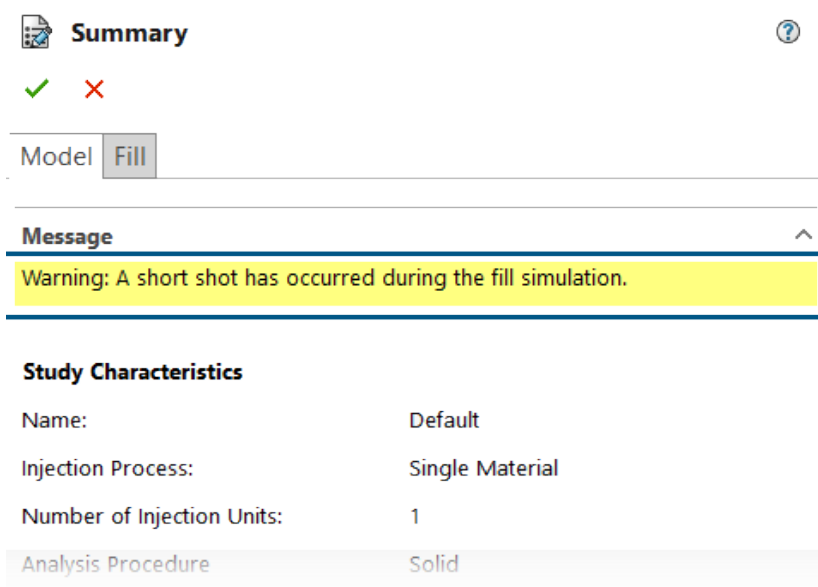 Summary
Model Fill
Message
Warning: A short shot has occurred during the fill simulation.
Study Characteristics
Name: Default
Injection Process: Single Material
Number of Injection Units: 1
Analysis Procedure Solid